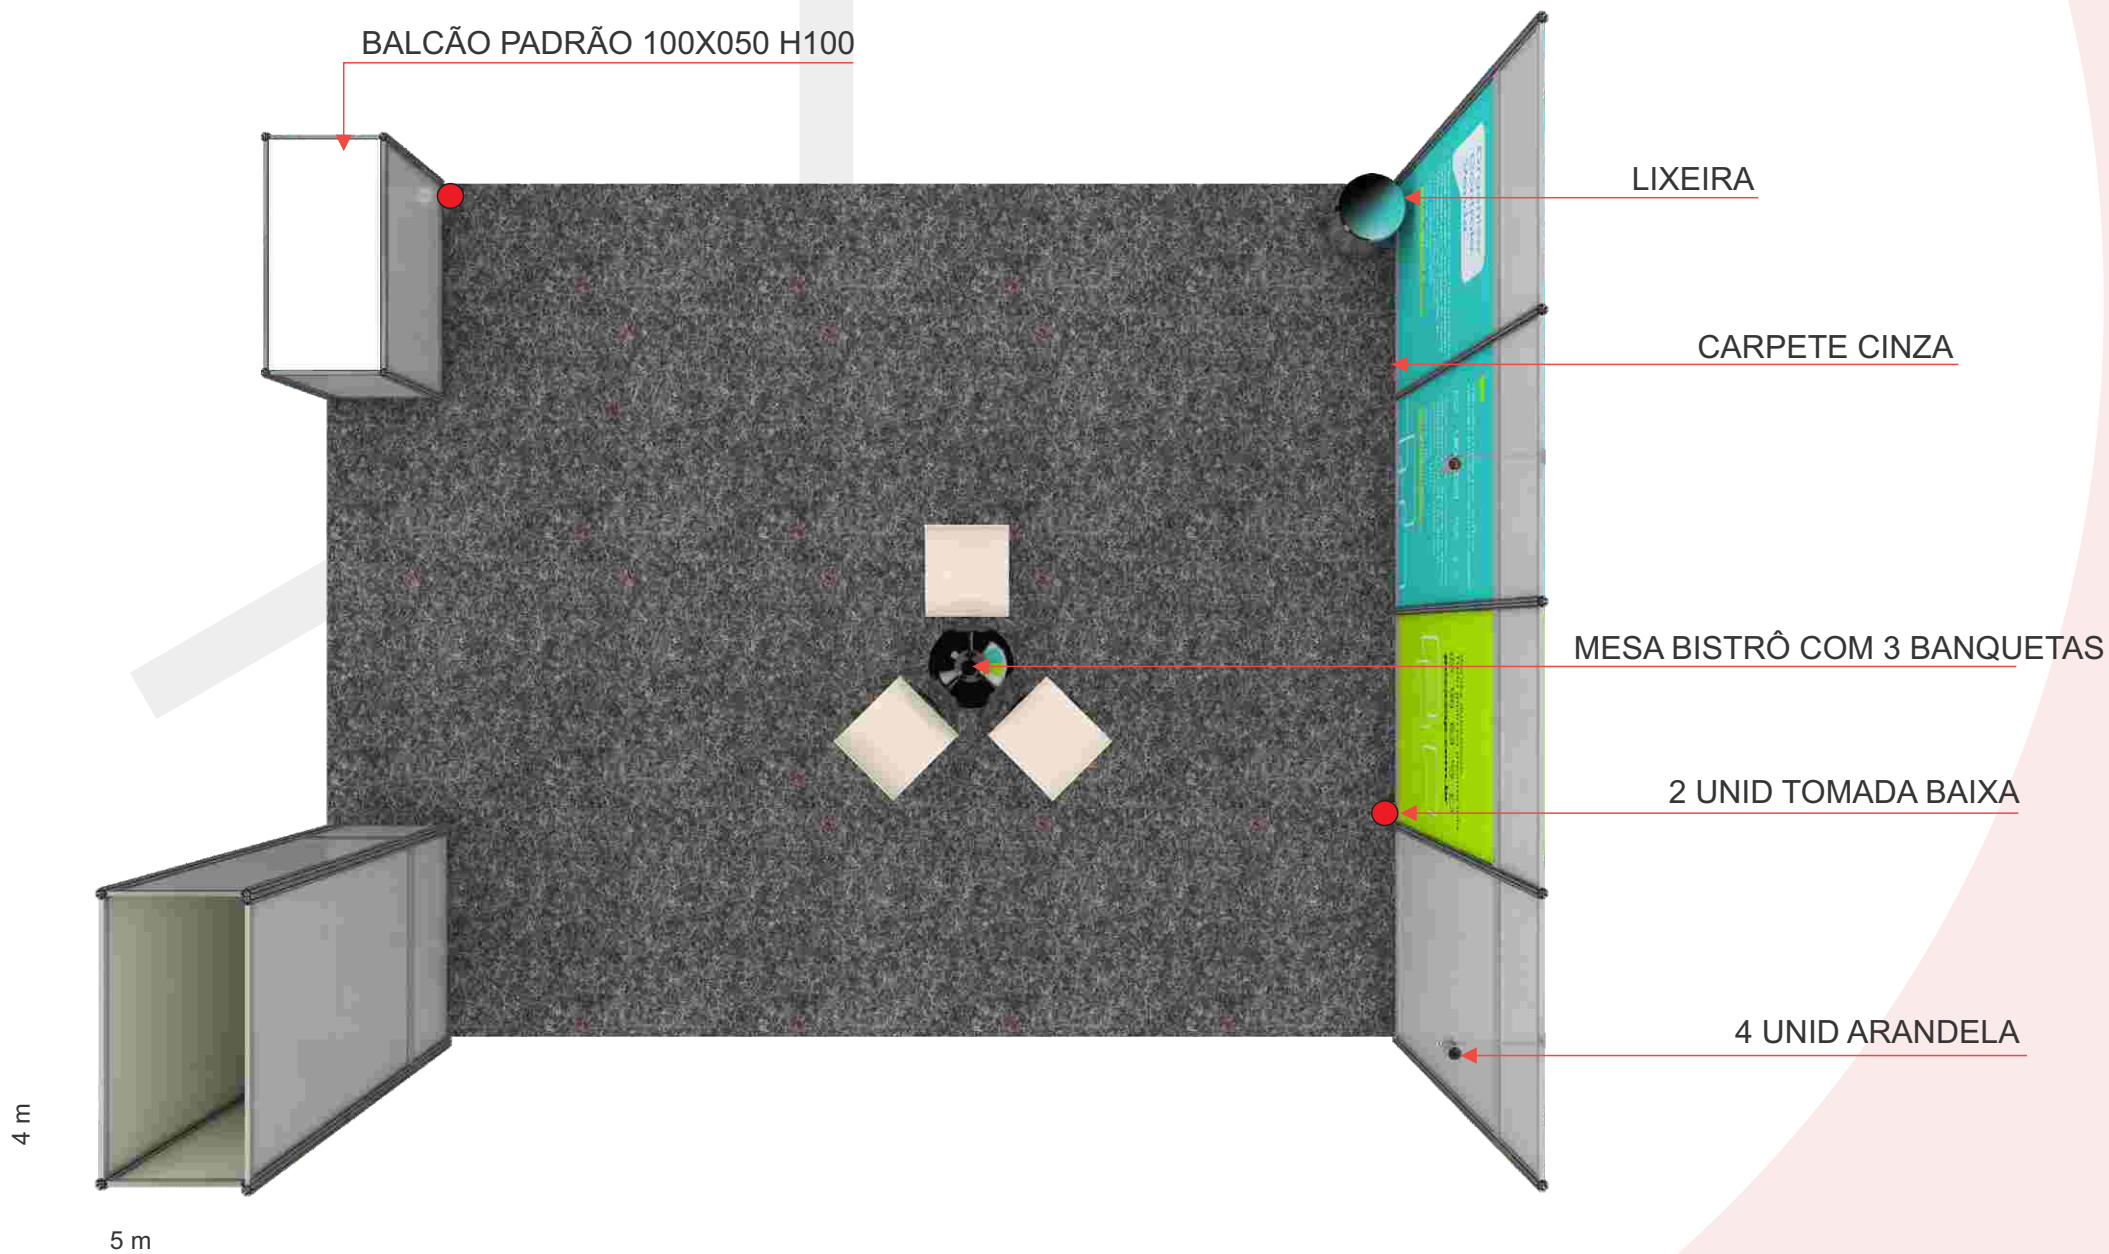 BALCÃO PADRÃO 100X050 H100
LIXEIRA
CARPETE CINZA
MESA BISTRÔ COM 3 BANQUETAS
2 UNID TOMADA BAIXA
4 UNID ARANDELA
4 m
5 m